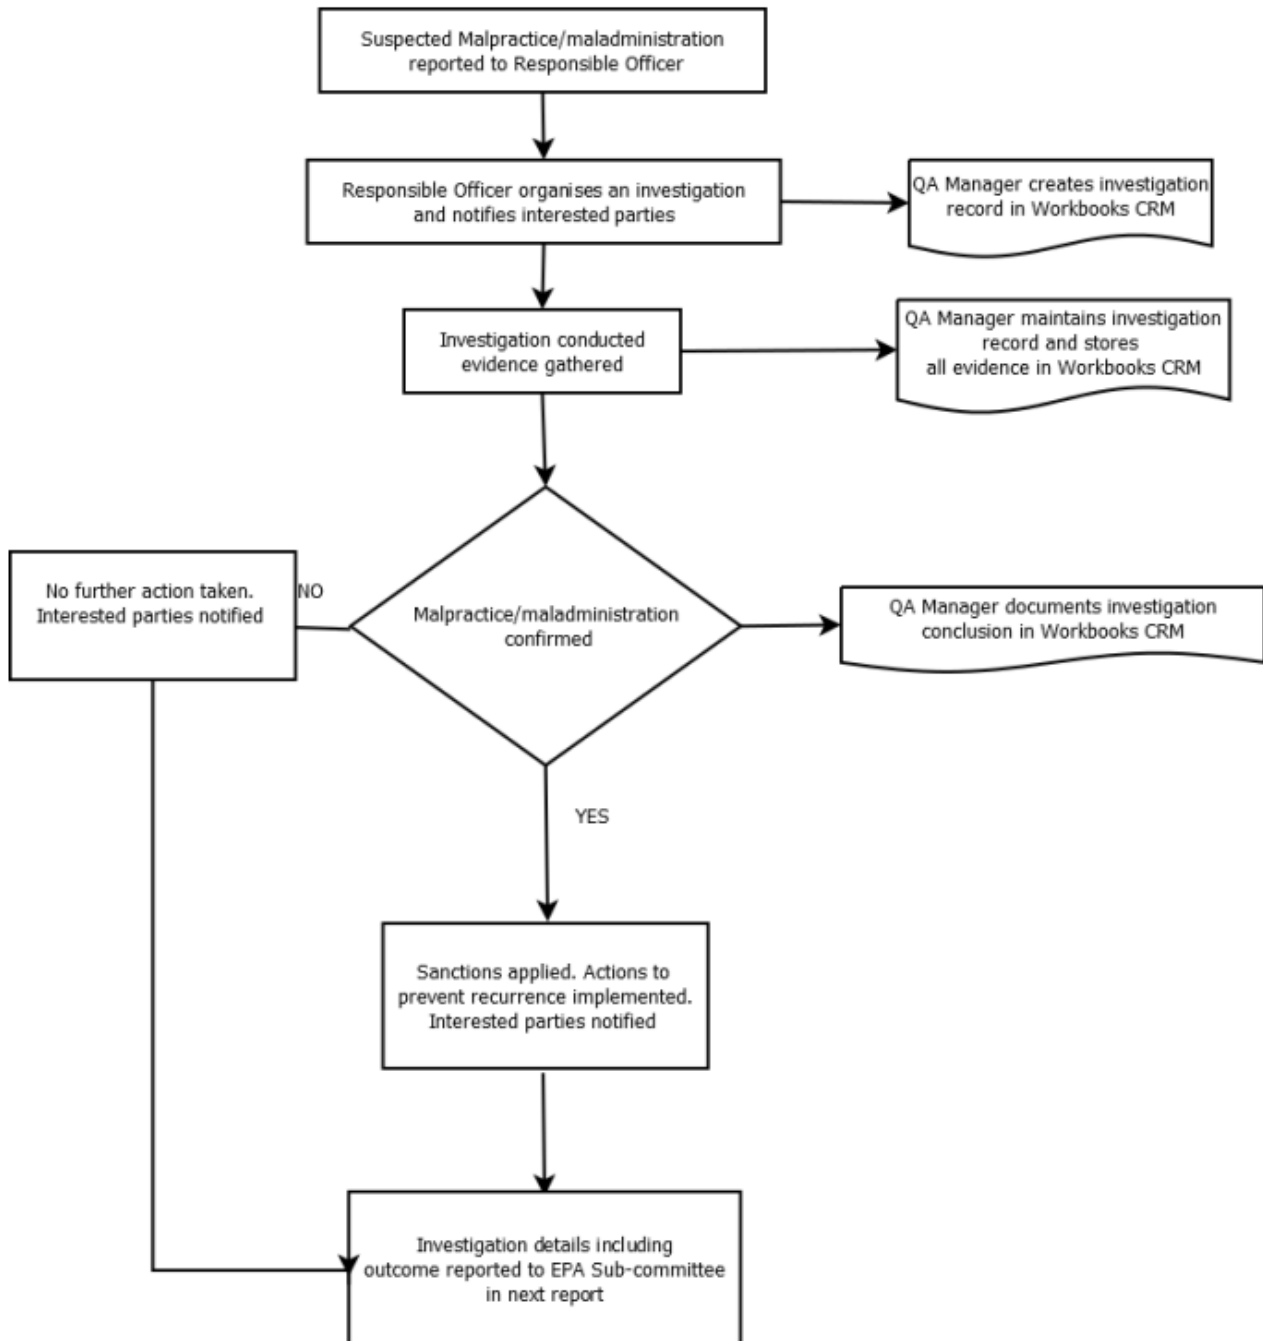 Suspected Malpractice/maladministration
reported to Responsible Officer
Responsible Officer organises an investigation
and notifies interested parties
QA Manager creates investigation
record in Workbooks CRM
Investigation conducted
evidence gathered
QA Manager maintains investigation
record and stores
all evidence in Workbooks CRM
No further action taken.
Interested parties notified
NO
Malpractice/maladministration
confirmed
QA Manager documents investigation
conclusion in Workbooks CRM
YES
Sanctions applied. Actions to
prevent recurrence implemented.
Interested parties notified
Investigation details including
outcome reported to EPA Sub-committee
in next report